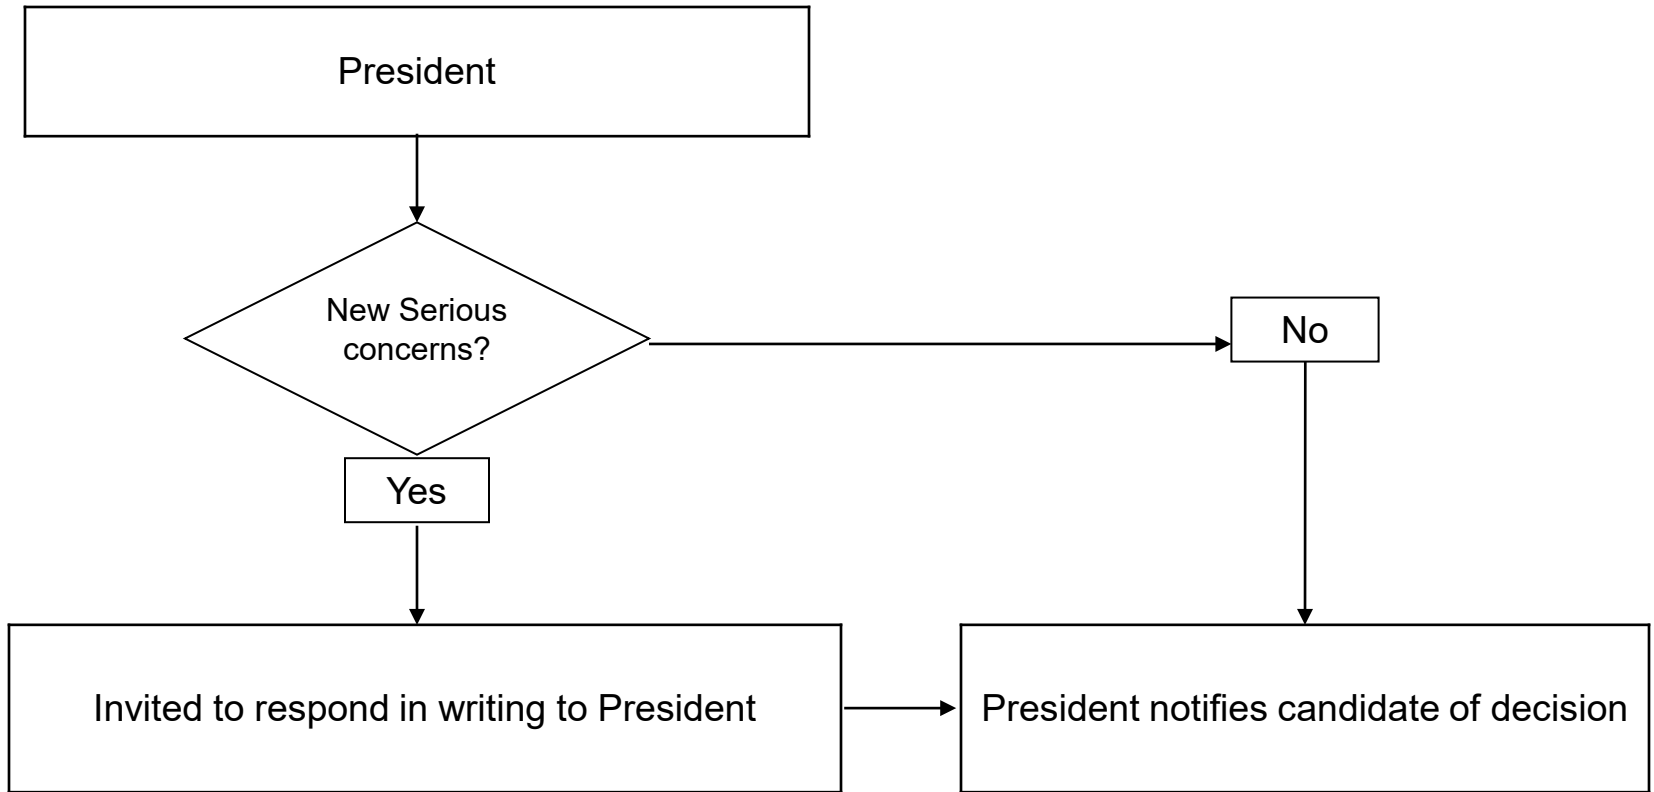 President
New Serious
concerns?
No
Yes
Invited to respond in writing to President
President notifies candidate of decision